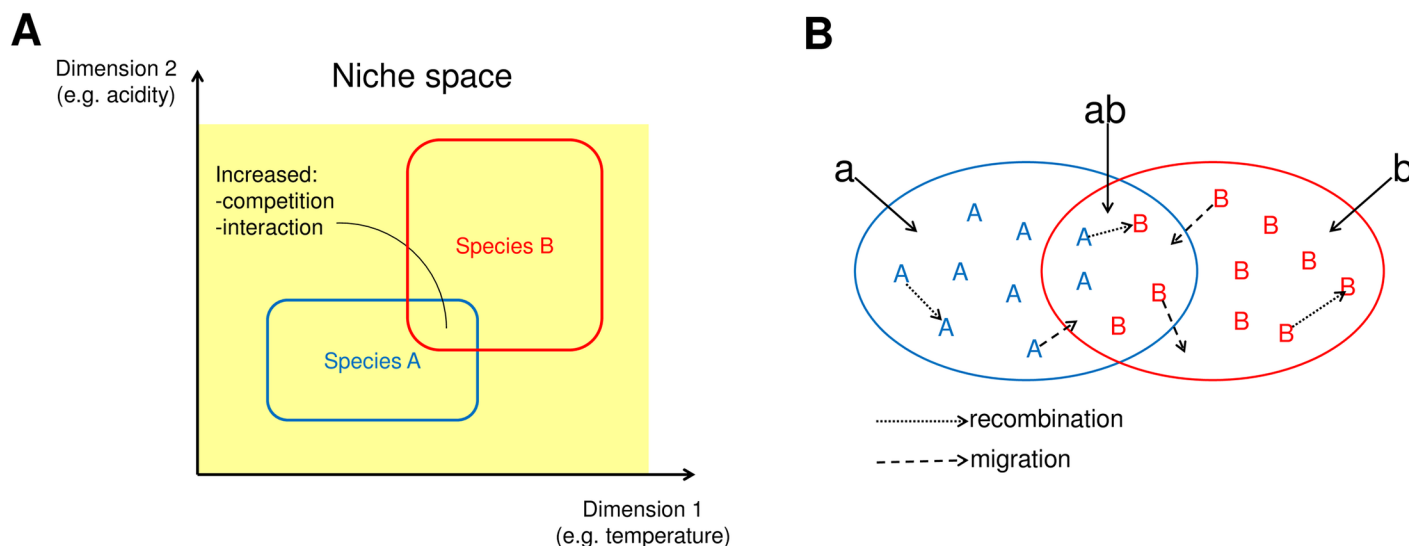 A
Dimension 2
(e.g. acidity)
Niche space
Increased:
-competition
-interaction
Species B
Species A
Dimension 1
(e.g. temperature)
B
ab
a
b
A
B
B
A
A
B
A
A
A
B
B
A
B
A
B
A
B
B
B
A
recombination
migration